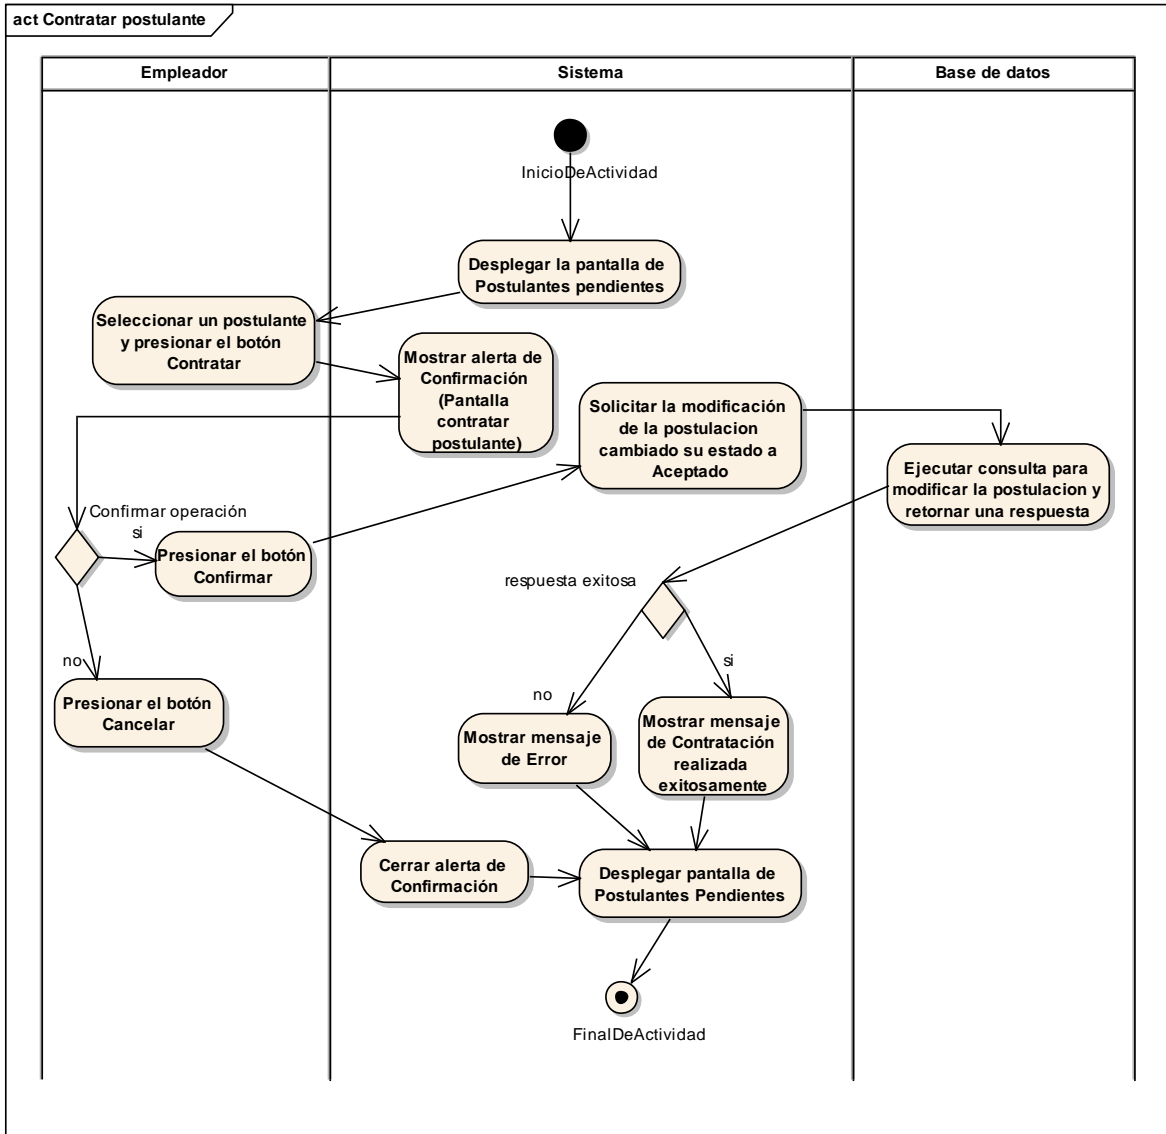 act Contratar postulante
Empleador
Sistema
Base de datos
InicioDeActividad
Desplegar la pantalla de
Postulantes pendientes
Seleccionar un postulante
y presionar el botón
Contratar
Mostrar alerta de
Confirmación
(Pantalla
contratar
postulante)
Solicitar la modificación
de la postulacion
cambiado su estado a
Aceptado
Ejecutar consulta para
modificar la postulacion y
retornar una respuesta
Confirmar operación
si
Presionar el botón
Confirmar
respuesta exitosa
no
Presionar el botón
Cancelar
no
si
Mostrar mensaje
de Error
Mostrar mensaje
de Contratación
realizada
exitosamente
Cerrar alerta de
Confirmación
Desplegar pantalla de
Postulantes Pendientes
FinalDeActividad